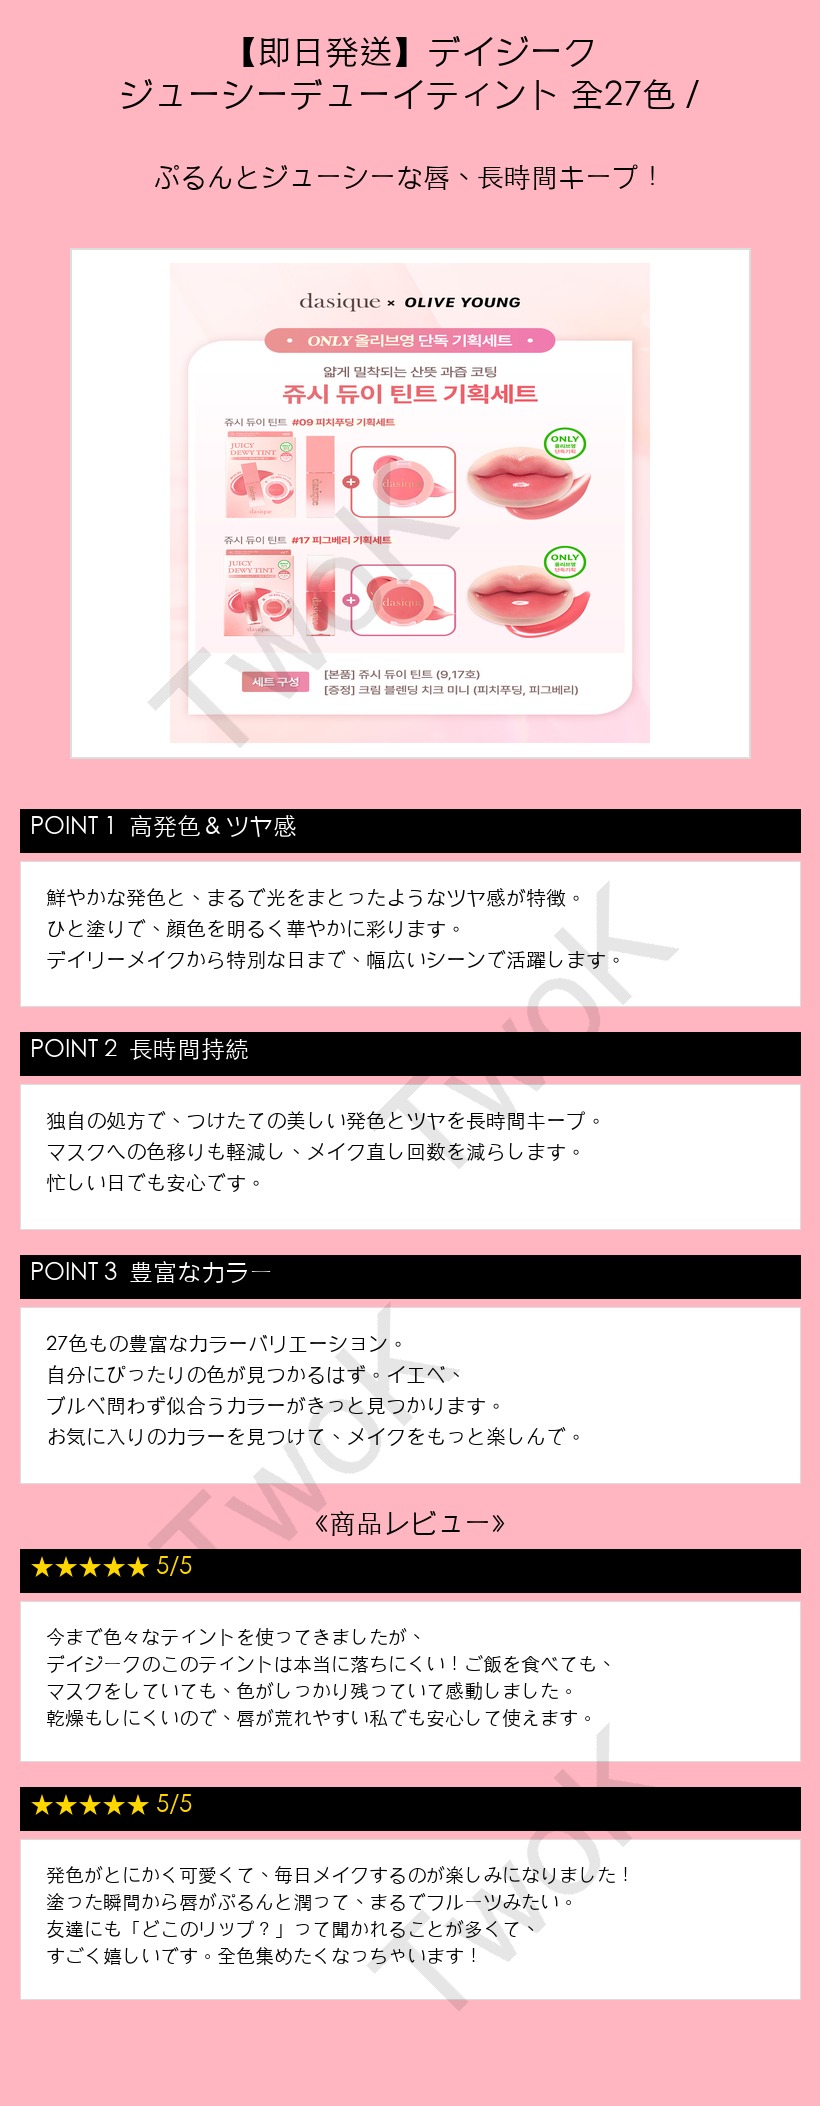 【即日発送】デイジーク
ジューシーデューイティント 全27色 /
ぷるんとジューシーな唇、長時間キープ！
dasique × OLIVE YOUNG
• ONLY 올리브영 단독 기획세트 •
얇게 밀착되는 산뜻 과즙 코팅
쥬시 듀이 틴트 기획세트
쥬시 듀이 틴트 #09 피치푸딩 기획세트
JUICY
DEWY TINT
dasique
dasique
+
dasique
ONLY
올리브영
단독기획
쥬시 듀이 틴트 #17 피그베리 기획세트
JUICY
DEWY TINT
dasique
dasique
+
dasique
ONLY
올리브영
단독기획
세트 구성
[본품] 쥬시 듀이 틴트 (9,17호)
[증정] 크림 블렌딩 치크 미니 (피치푸딩, 피그베리)
TwoK
POINT 1 高発色＆ツヤ感
鮮やかな発色と、まるで光をまとったようなツヤ感が特徴。
ひと塗りで、顔色を明るく華やかに彩ります。
デイリーメイクから特別な日まで、幅広いシーンで活躍します。
TwoK
POINT 2 長時間持続
独自の処方で、つけたての美しい発色とツヤを長時間キープ。
マスクへの色移りも軽減し、メイク直し回数を減らします。
忙しい日でも安心です。
POINT 3 豊富なカラー
27色もの豊富なカラーバリエーション。
自分にぴったりの色が見つかるはず。イエベ、
ブルベ問わず似合うカラーがきっと見つかります。
お気に入りのカラーを見つけて、メイクをもっと楽しんで。
TwoK
《商品レビュー》
★★★★★ 5/5
今まで色々なティントを使ってきましたが、
デイジークのこのティントは本当に落ちにくい！ご飯を食べても、
マスクをしていても、色がしっかり残っていて感動しました。
乾燥もしにくいので、唇が荒れやすい私でも安心して使えます。
★★★★★ 5/5
発色がとにかく可愛くて、毎日メイクするのが楽しみになりました！
塗った瞬間から唇がぷるんと潤って、まるでフルーツみたい。
友達にも「どこのリップ？」って聞かれることが多くて、
すごく嬉しいです。全色集めたくなっちゃいます！
TwoK